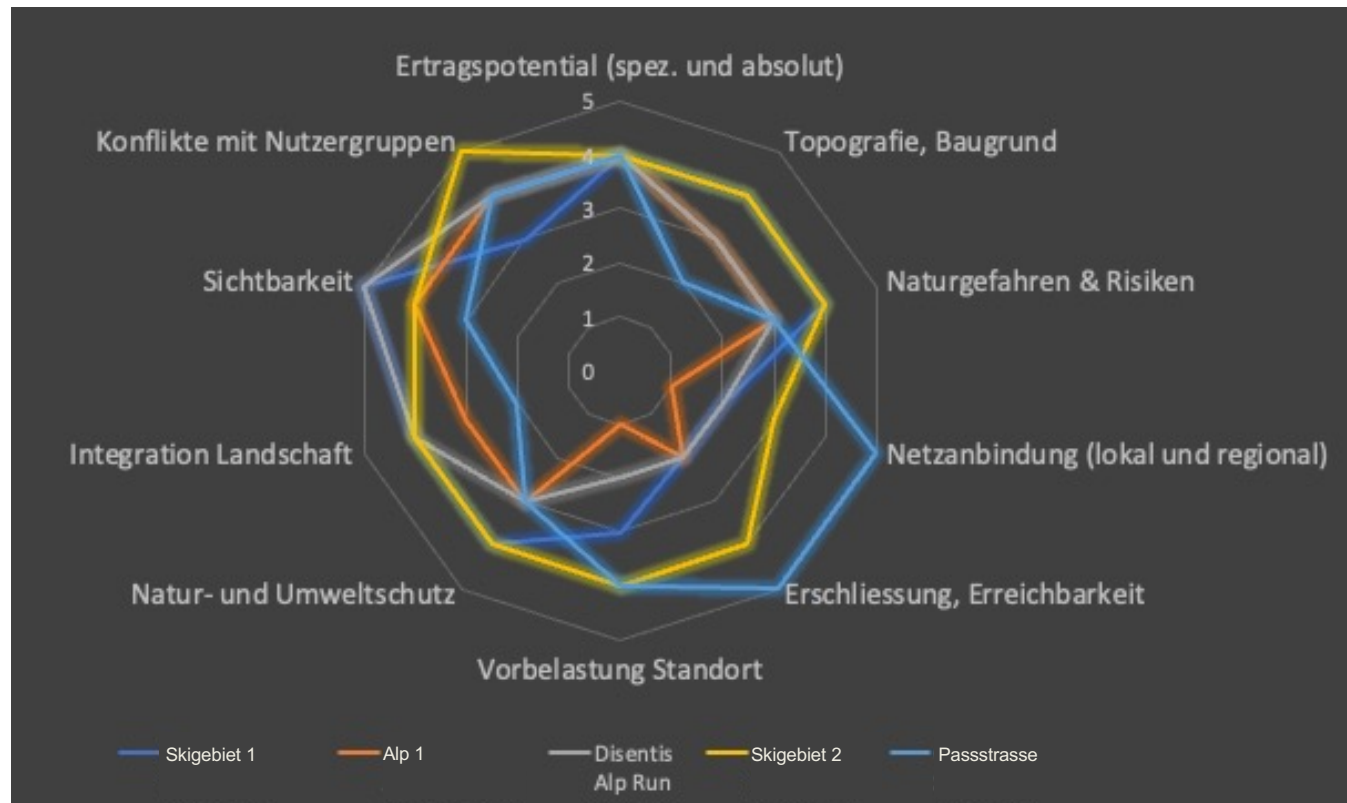 Ertragspotential (spez. und absolut)
5
Konflikte mit Nutzergruppen
Topografie, Baugrund
4
3
Sichtbarkeit
2
Naturgefahren & Risiken
1
0
Integration Landschaft
Netzanbindung (lokal und regional)
Natur- und Umweltschutz
Erschliessung, Erreichbarkeit
Vorbelastung Standort
Skigebiet 1
Alp 1
Disentis
Alp Run
Skigebiet 2
Passstrasse